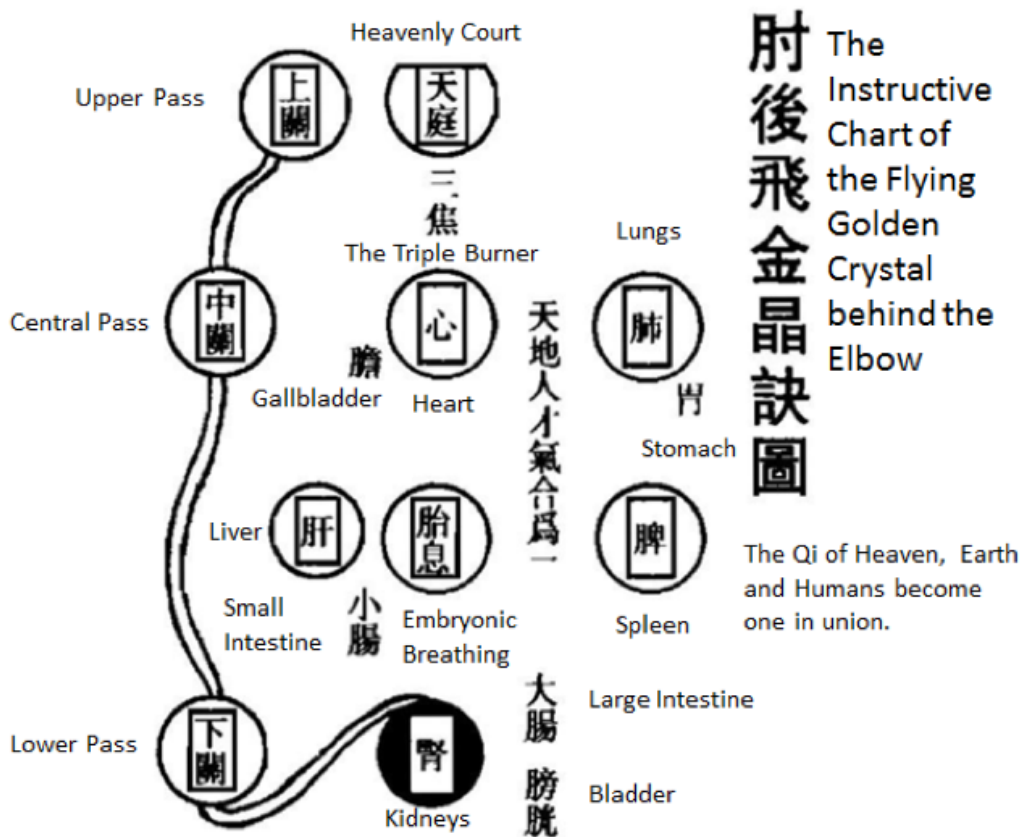 Heavenly Court
Upper Pass
上關
天庭
三焦
The Triple Burner
Lungs
Central Pass
中關
心
肺
膽
Gallbladder
Heart
胃
Stomach
天地人才氣合爲一
Liver
肝
胎息
脾
Small
Intestine
小腸
Embryonic
Breathing
Spleen
大腸
Large Intestine
Lower Pass
下關
腎
Kidneys
膀胱
Bladder
肘後飛金晶訣圖
The
Instructive
Chart of
the Flying
Golden
Crystal
behind the
Elbow
The Qi of Heaven, Earth
and Humans become
one in union.